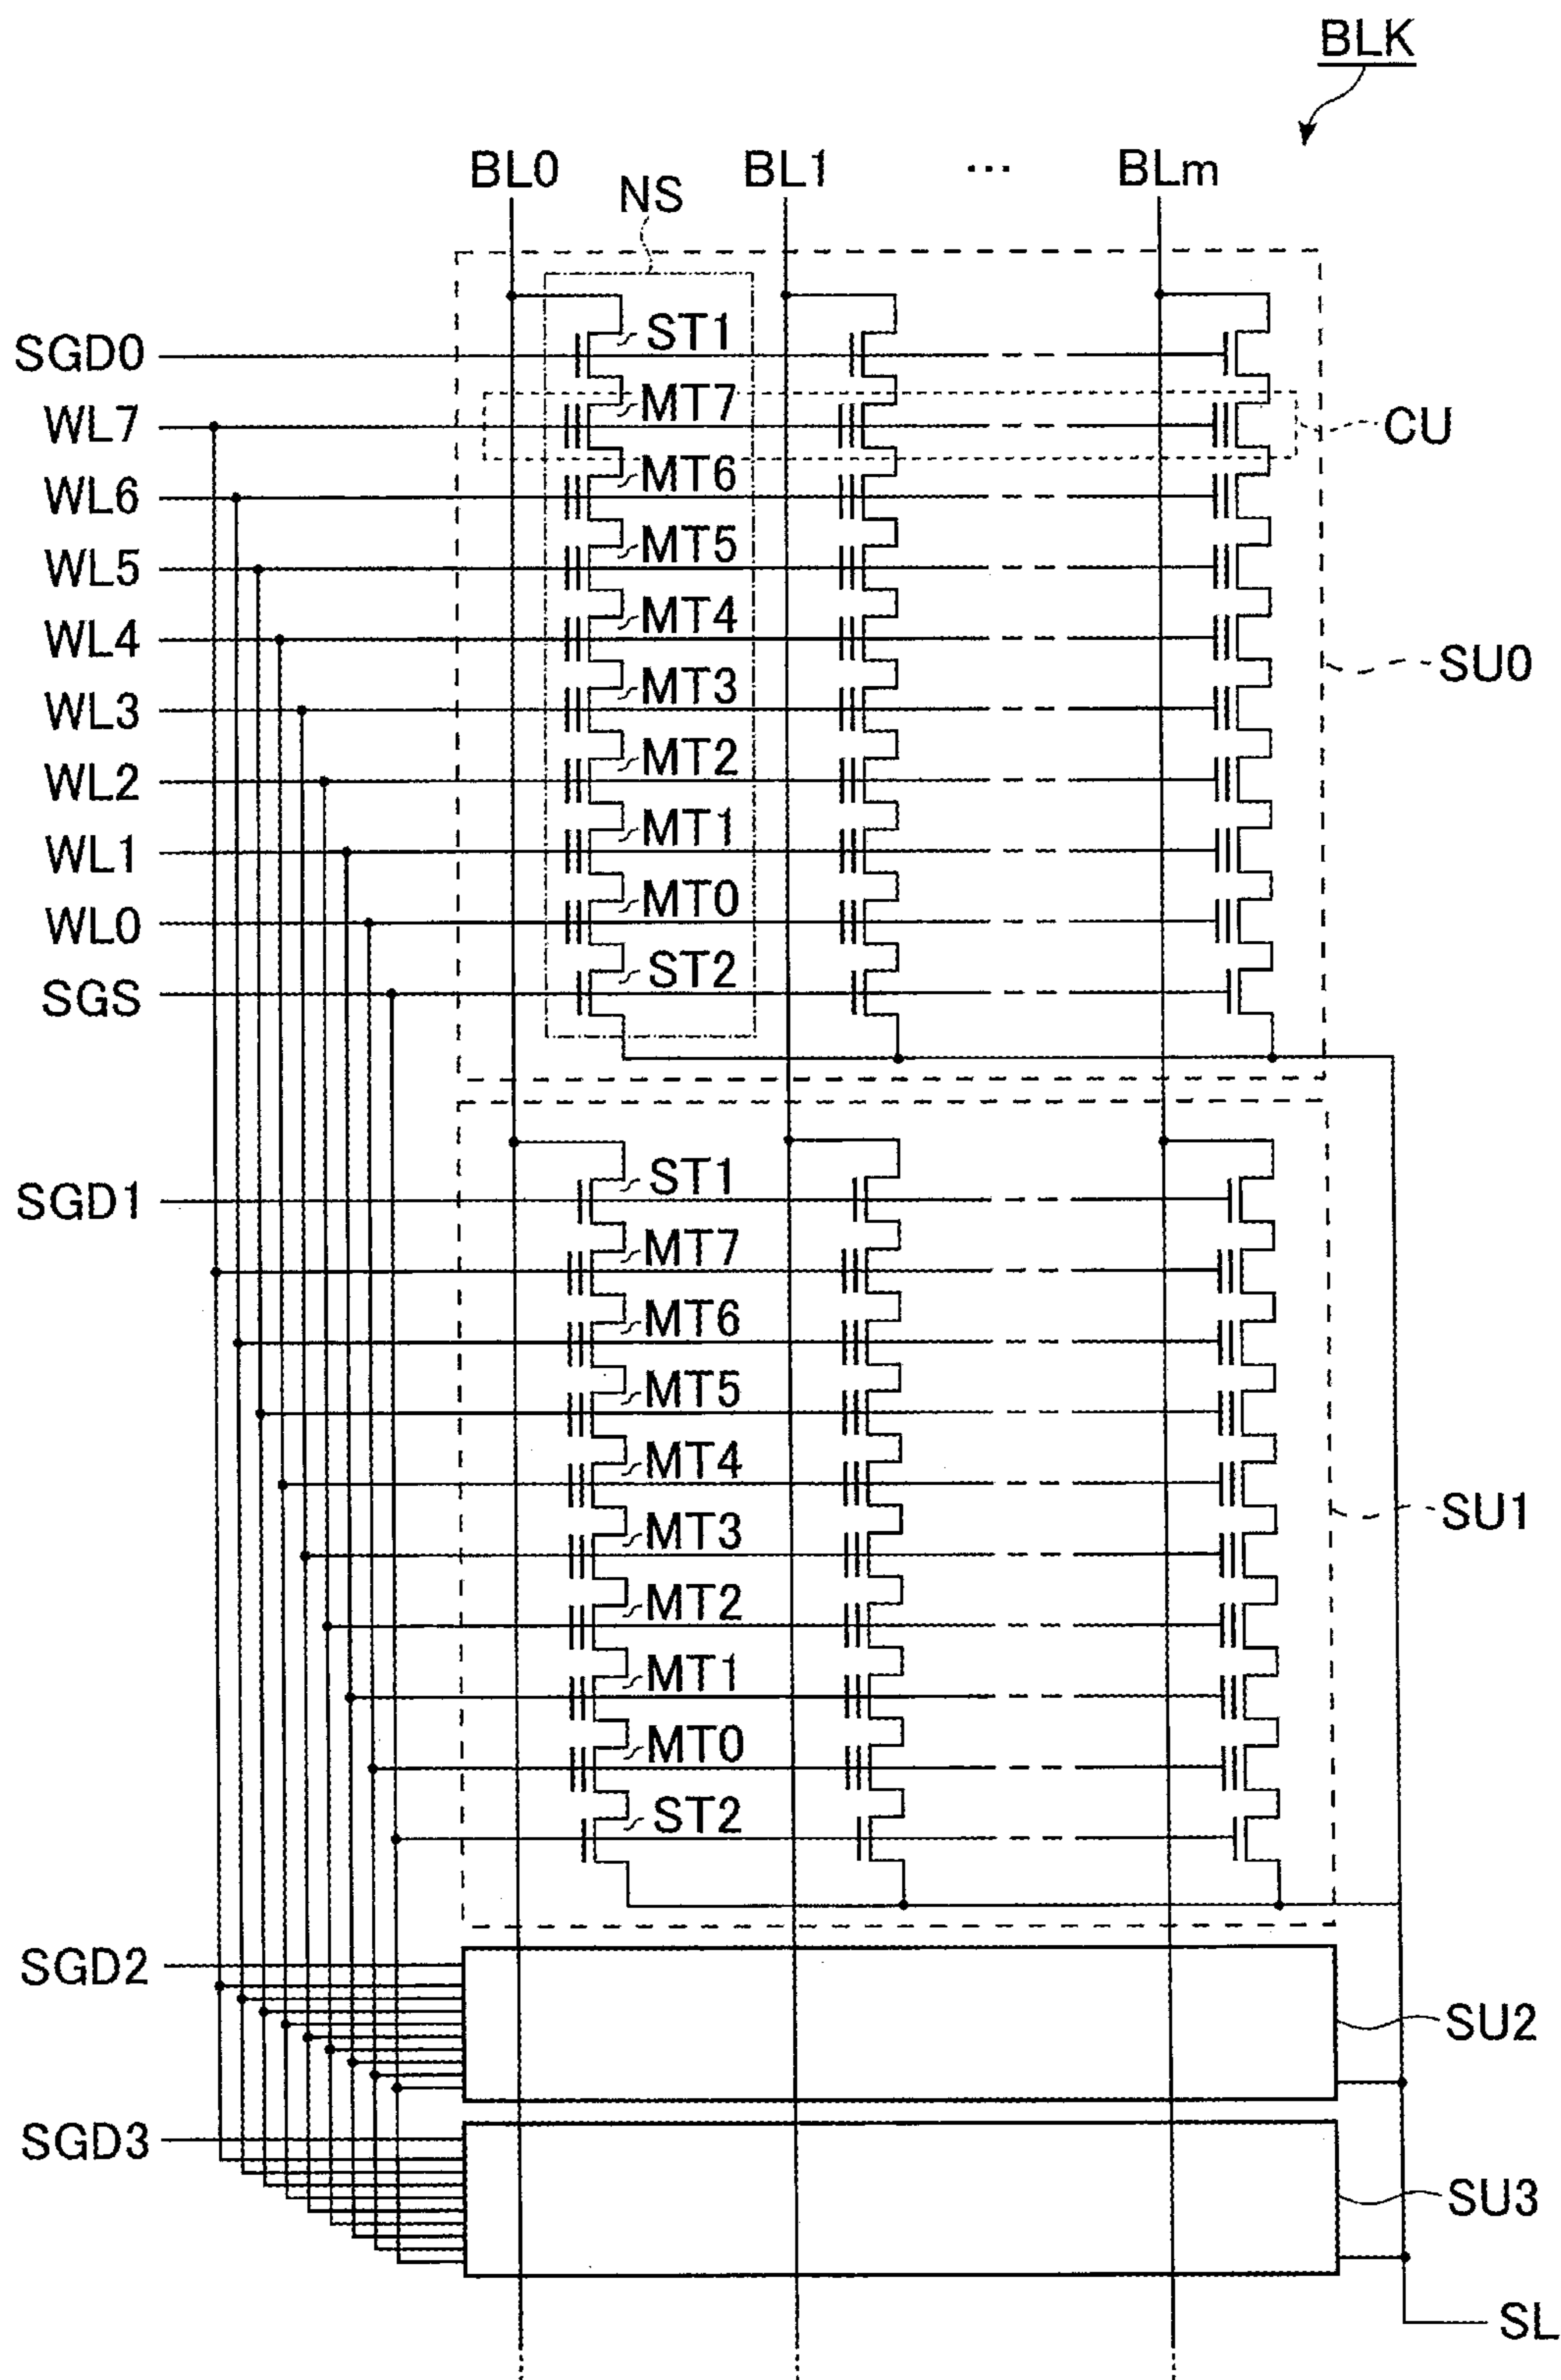 BLK
BL0 NS BL1 ... BLm
SGD0 ST1
WL7 MT7 CU
WL6 MT6
WL5 MT5
WL4 MT4
SU0
WL3 MT3
WL2 MT2
WL1 MT1
WL0 MT0
SGS ST2
SGD1 ST1
MT7
MT6
MT5
MT4
SU1
MT3
MT2
MT1
MT0
ST2
SGD2
SU2
SGD3
SU3
SL